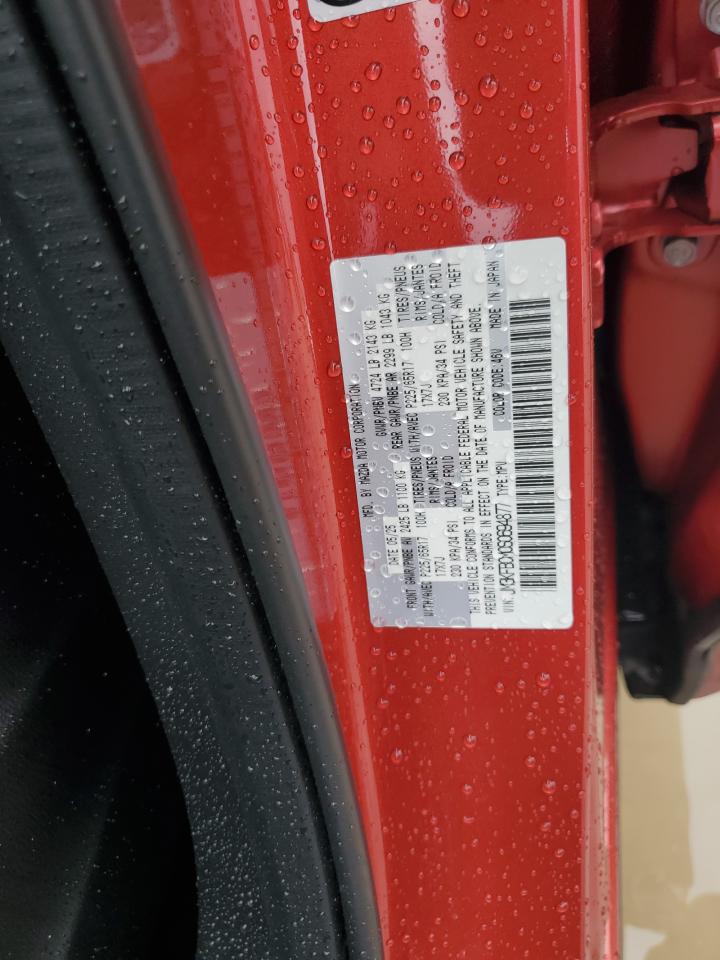 MFD. BY MAZDA MOTOR CORPORATION
DATE 05/25 GVWR/PNBV 4724 LB 2143 KG
FRONT GAWR/PNBE AV 2425 LB 1100 KG REAR GAWR/PNBE AR 2299 LB 1043 KG
WITH/AVEC P225/65R17 100H TIRES/PNEUS WITH/AVEC P225/65R17 100H TIRES/PNEUS
17X7J RIMS/JANTES 17X7J RIMS/JANTES
230 KPA/34 PSI COLD/A FROID 230 KPA/34 PSI COLD/A FROID
THIS VEHICLE CONFORMS TO ALL APPLICABLE FEDERAL MOTOR VEHICLE SAFETY AND THEFT
PREVENTION STANDARDS IN EFFECT ON THE DATE OF MANUFACTURE SHOWN ABOVE.
VIN: TYPE:MPV COLOR CODE:46V MADE IN JAPAN